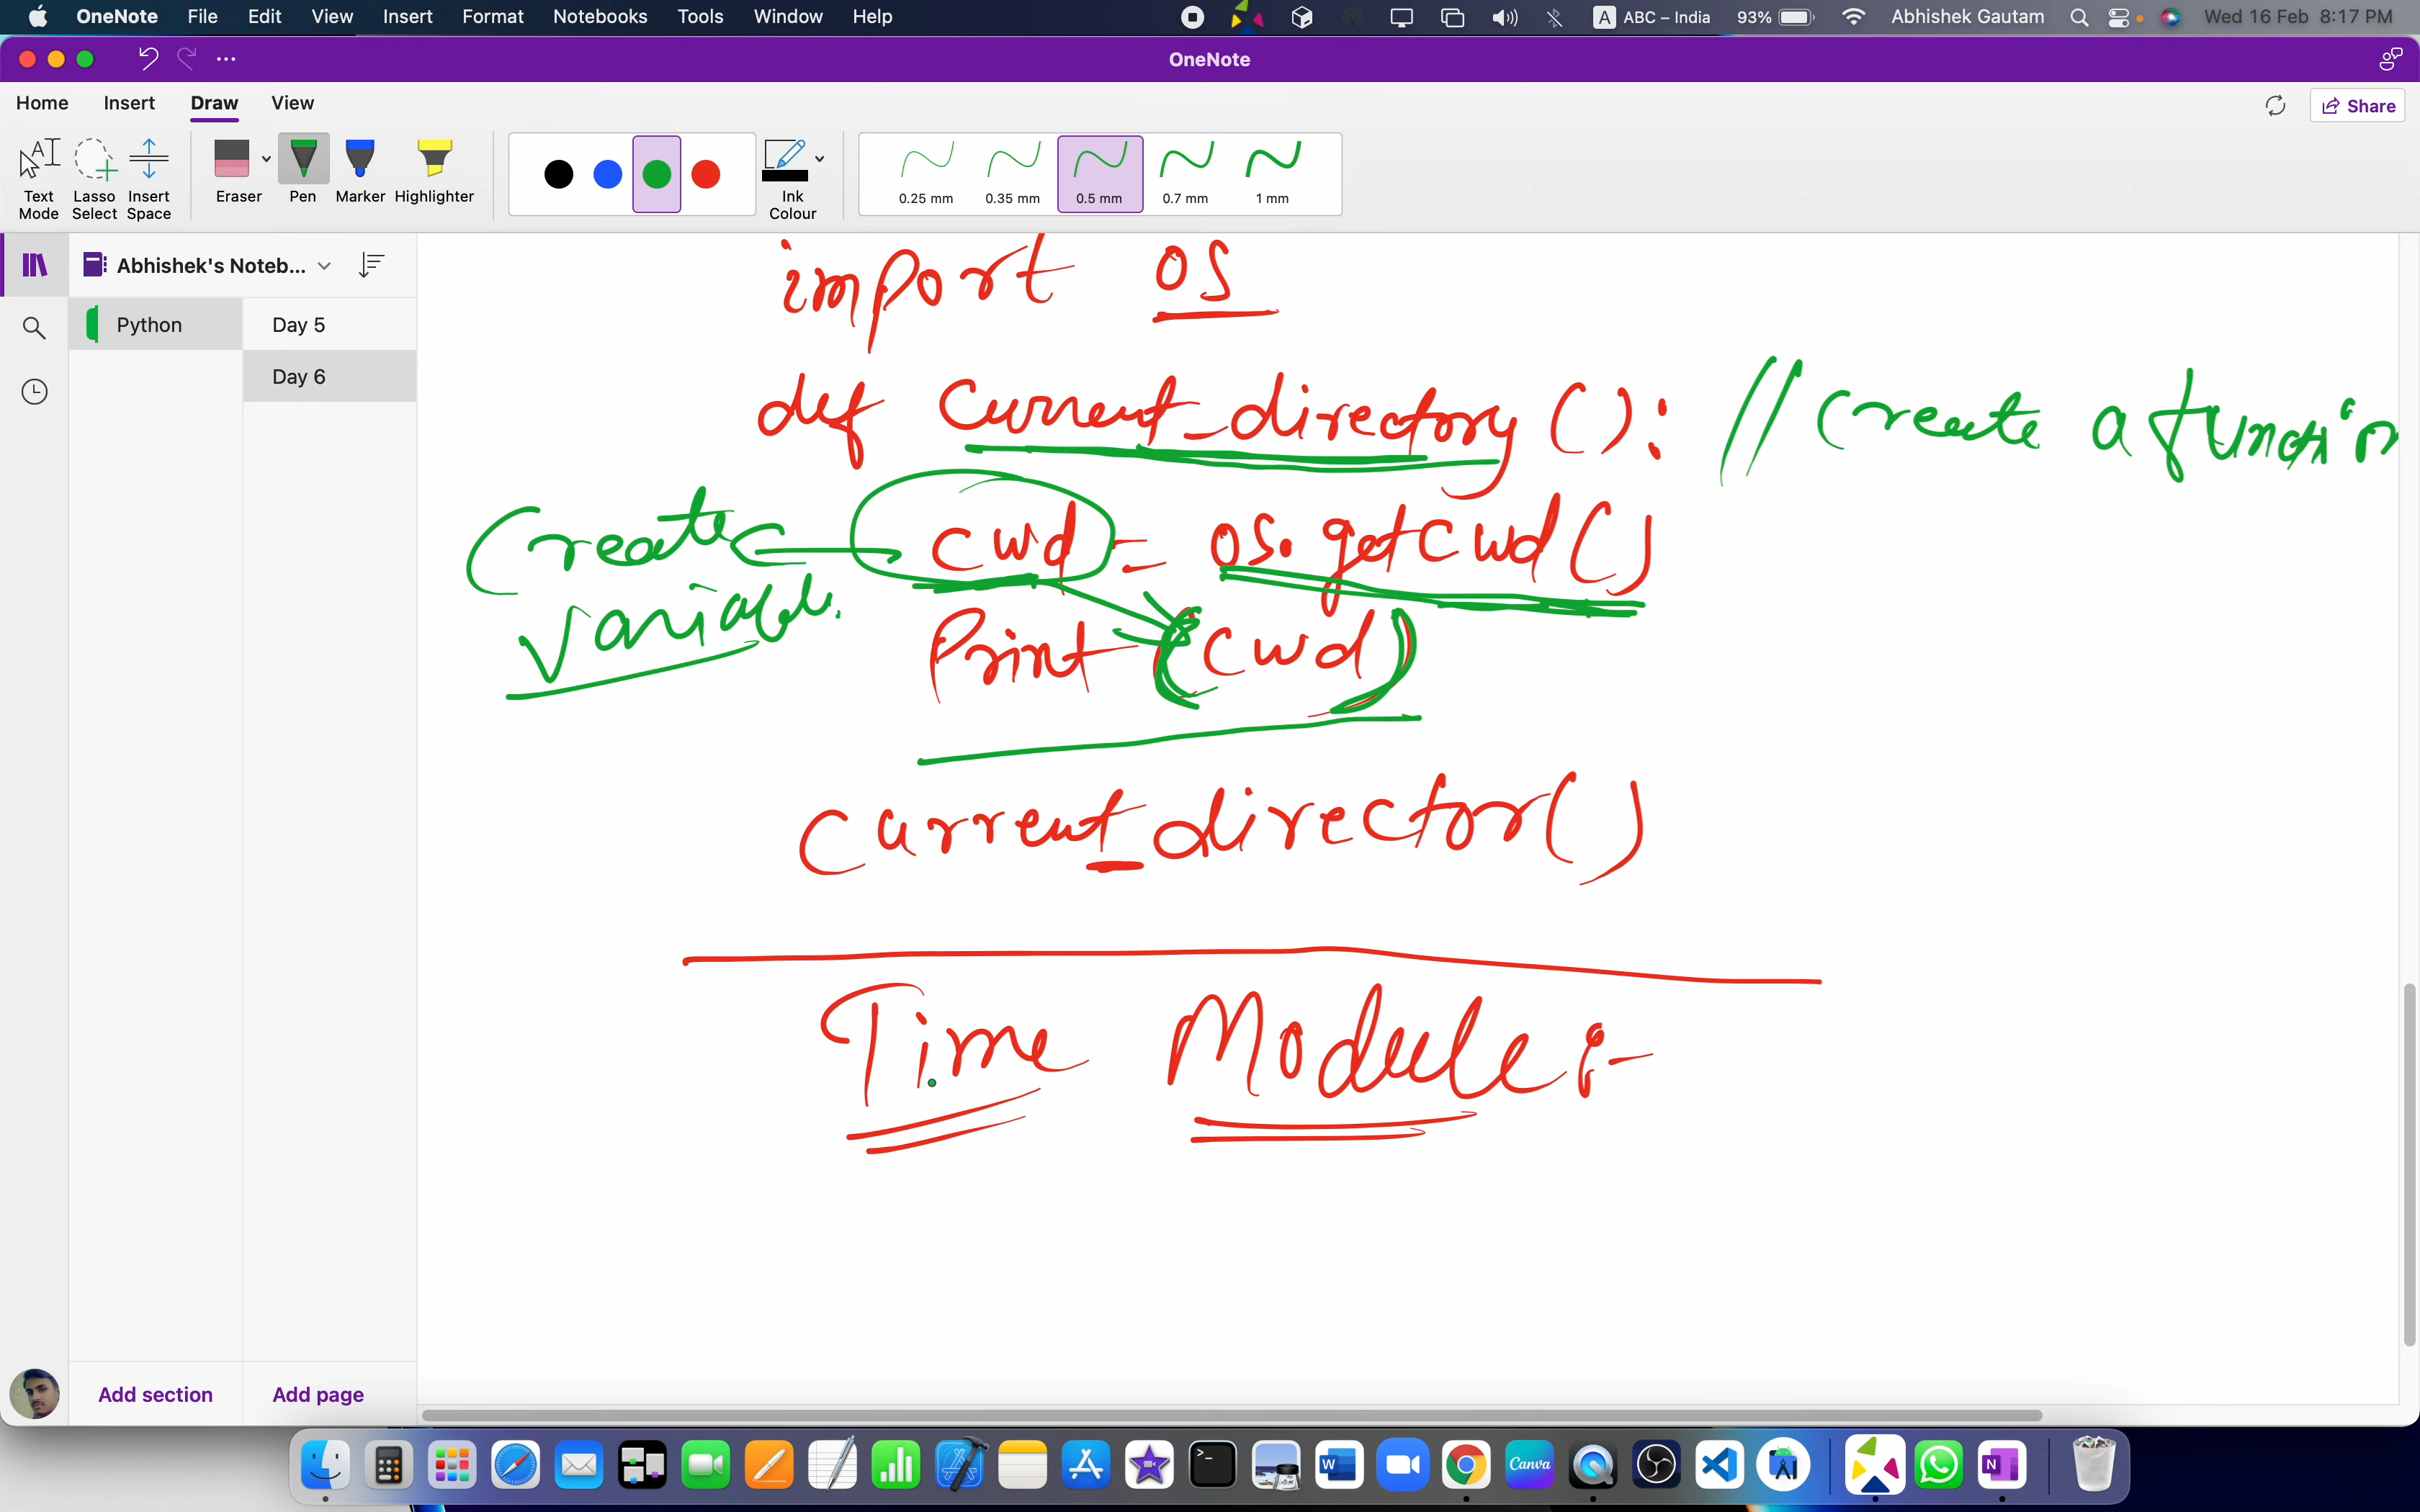 OneNote File Edit View Insert Format Notebooks Tools Window Help A ABC – India 93% Abhishek Gautam Wed 16 Feb 8:17 PM
OneNote
Home Insert Draw View Share
Text Mode Lasso Select Insert Space Eraser Pen Marker Highlighter Ink Colour 0.25 mm 0.35 mm 0.5 mm 0.7 mm 1 mm
Abhishek's Noteb...
Python Day 5
Day 6
import os
def current_directory(): // Create a function
Create cwd = os.getcwd()
variable.
Print (cwd)
current_director()
Time Module:-
Add section Add page
W Canva N